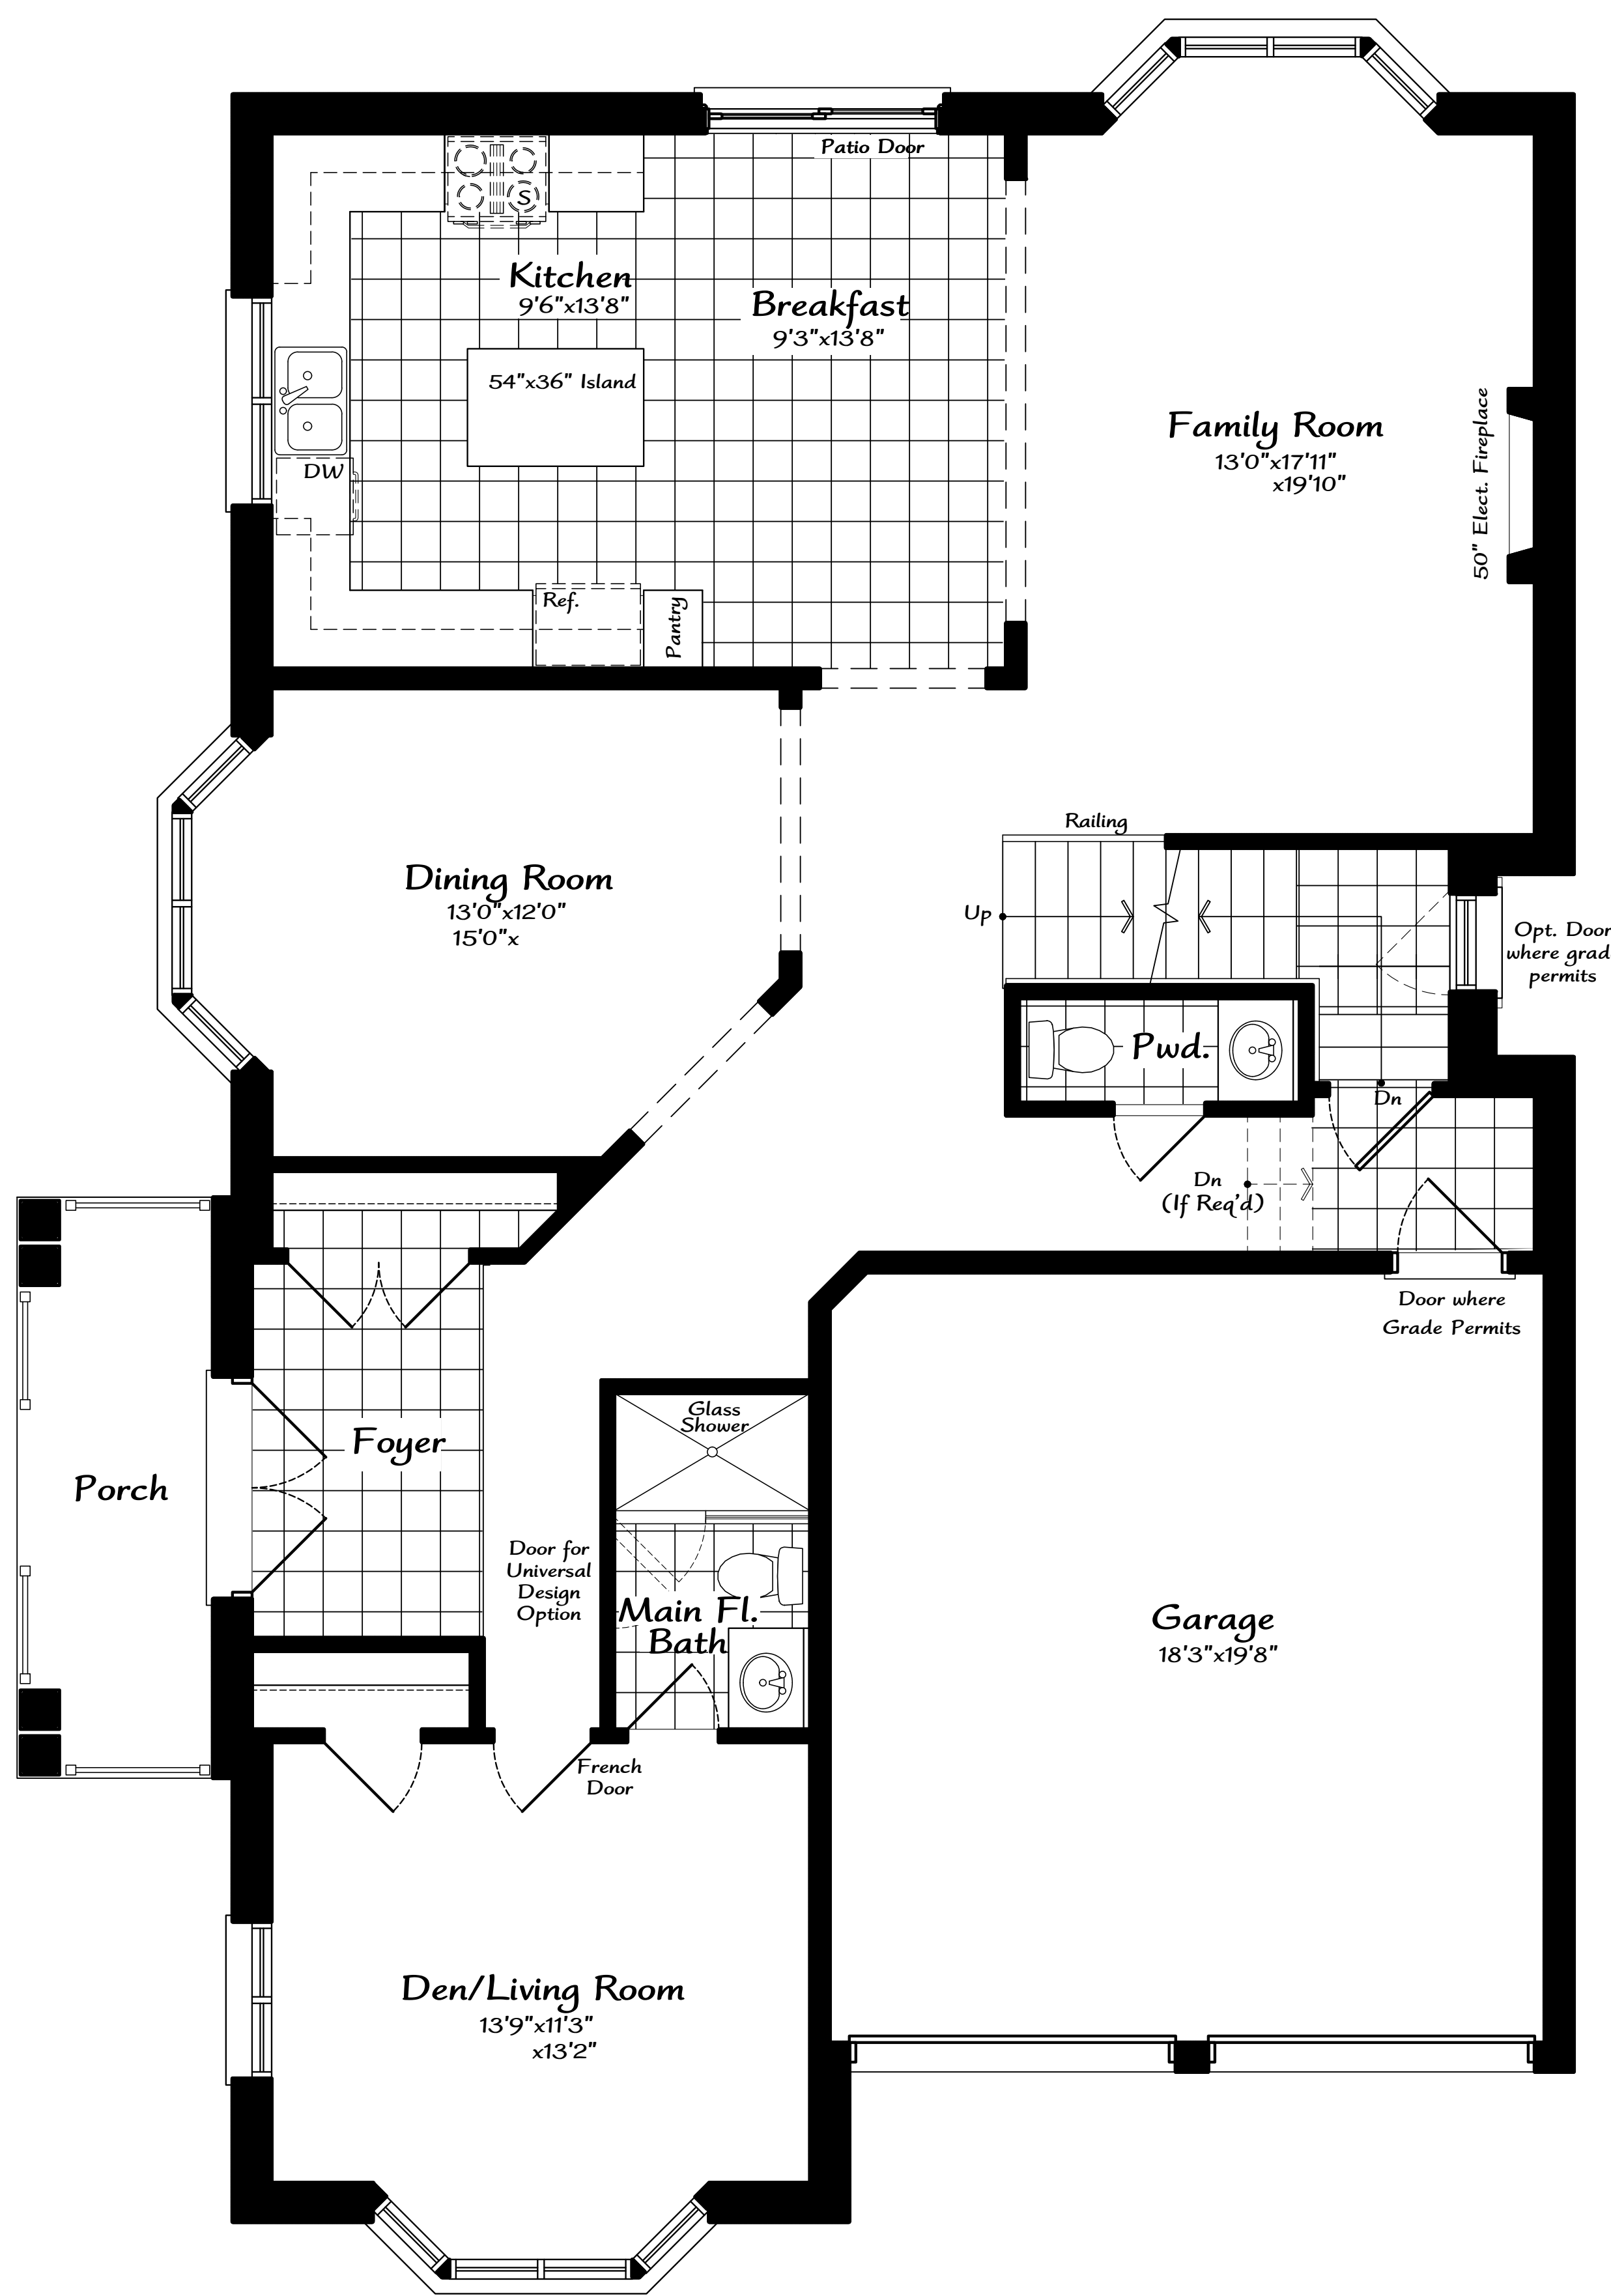 Patio Door
S
Kitchen
9'6"x13'8"
Breakfast
9'3"x13'8"
54"x36" Island
DW
Ref.
Pantry
Family Room
13'0"x17'11"
x19'10"
50" Elect. Fireplace
Dining Room
13'0"x12'0"
15'0"x
Railing
Up
Opt. Door
where grad
permits
Pwd.
Dn
Dn
(If Req'd)
Door where
Grade Permits
Glass
Shower
Foyer
Porch
Door for
Universal
Design
Option
Main Fl.
Bath
French
Door
Garage
18'3"x19'8"
Den/Living Room
13'9"x11'3"
x13'2"